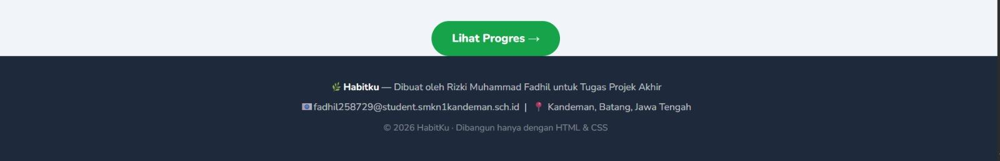 Lihat Progres →
🌿 Habitku — Dibuat oleh Rizki Muhammad Fadhil untuk Tugas Projek Akhir
📧 fadhil258729@student.smkn1kandeman.sch.id | 📍 Kandeman, Batang, Jawa Tengah
© 2026 HabitKu · Dibangun hanya dengan HTML & CSS